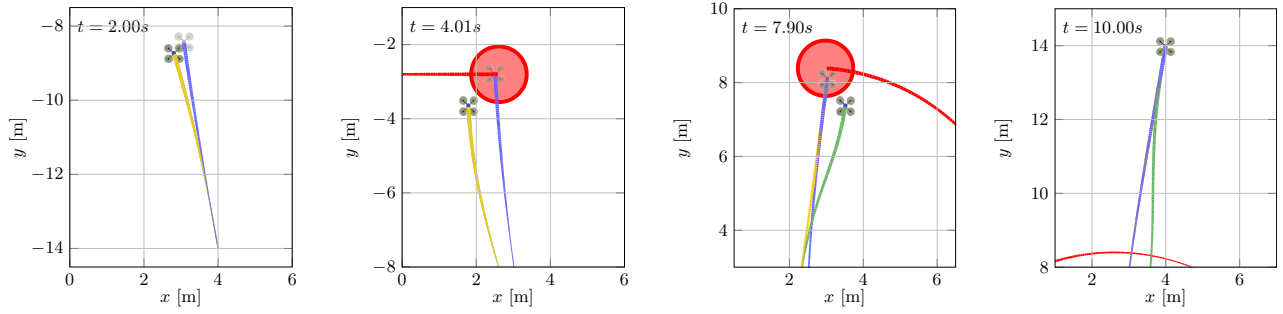 t = 2.00s
−8
−10
−12
−14
y [m]
0 2 4 6
x [m]
t = 4.01s
−2
−4
−6
−8
y [m]
0 2 4 6
x [m]
t = 7.90s
10
8
6
4
y [m]
2 4 6
x [m]
t = 10.00s
14
12
10
8
y [m]
2 4 6
x [m]